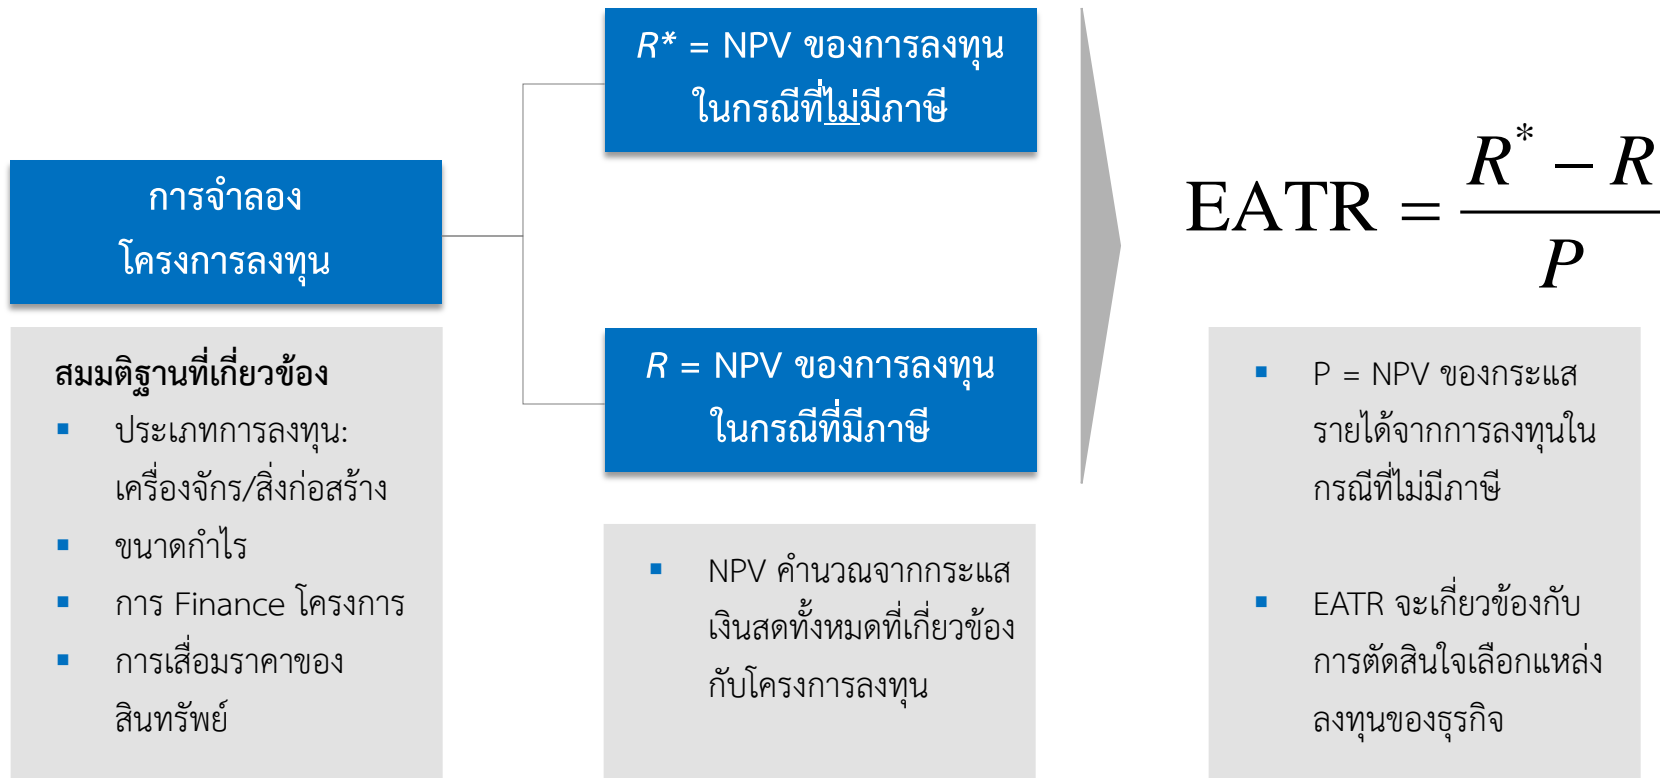 การจำลอง
โครงการลงทุน
สมมติฐานที่เกี่ยวข้อง
▪ ประเภทการลงทุน:
เครื่องจักร/สิ่งก่อสร้าง
▪ ขนาดกำไร
▪ การ Finance โครงการ
▪ การเสื่อมราคาของ
สินทรัพย์
R* = NPV ของการลงทุน
ในกรณีที่ไม่มีภาษี
R = NPV ของการลงทุน
ในกรณีที่มีภาษี
▪ NPV คำนวณจากกระแส
เงินสดทั้งหมดที่เกี่ยวข้อง
กับโครงการลงทุน
EATR = (R* − R) / P
▪ P = NPV ของกระแส
รายได้จากการลงทุนใน
กรณีที่ไม่มีภาษี
▪ EATR จะเกี่ยวข้องกับ
การตัดสินใจเลือกแหล่ง
ลงทุนของธุรกิจ